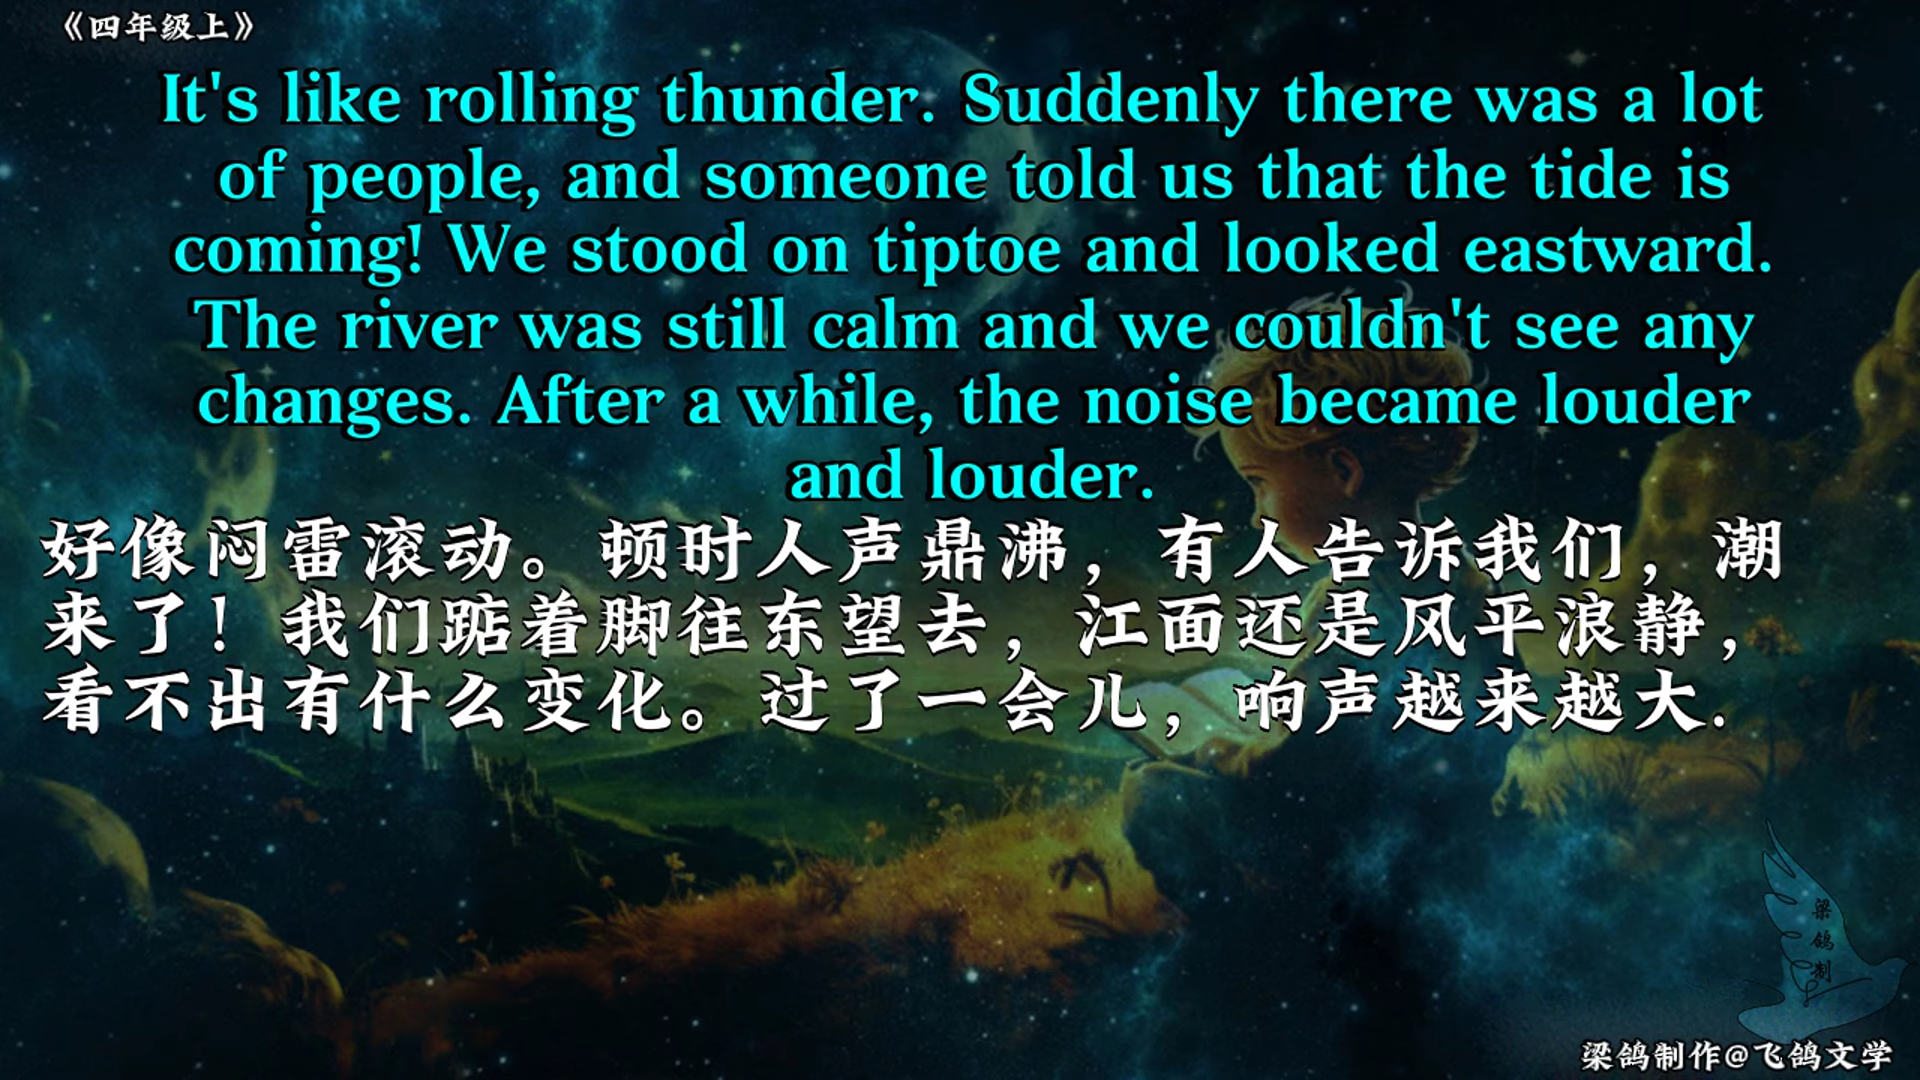 《四年级上》
It's like rolling thunder. Suddenly there was a lot
of people, and someone told us that the tide is
coming! We stood on tiptoe and looked eastward.
The river was still calm and we couldn't see any
changes. After a while, the noise became louder
and louder.
好像闷雷滚动。顿时人声鼎沸，有人告诉我们，潮
来了！我们踮着脚往东望去，江面还是风平浪静，
看不出有什么变化。过了一会儿，响声越来越大.
梁
鸽
制
梁鸽制作@飞鸽文学